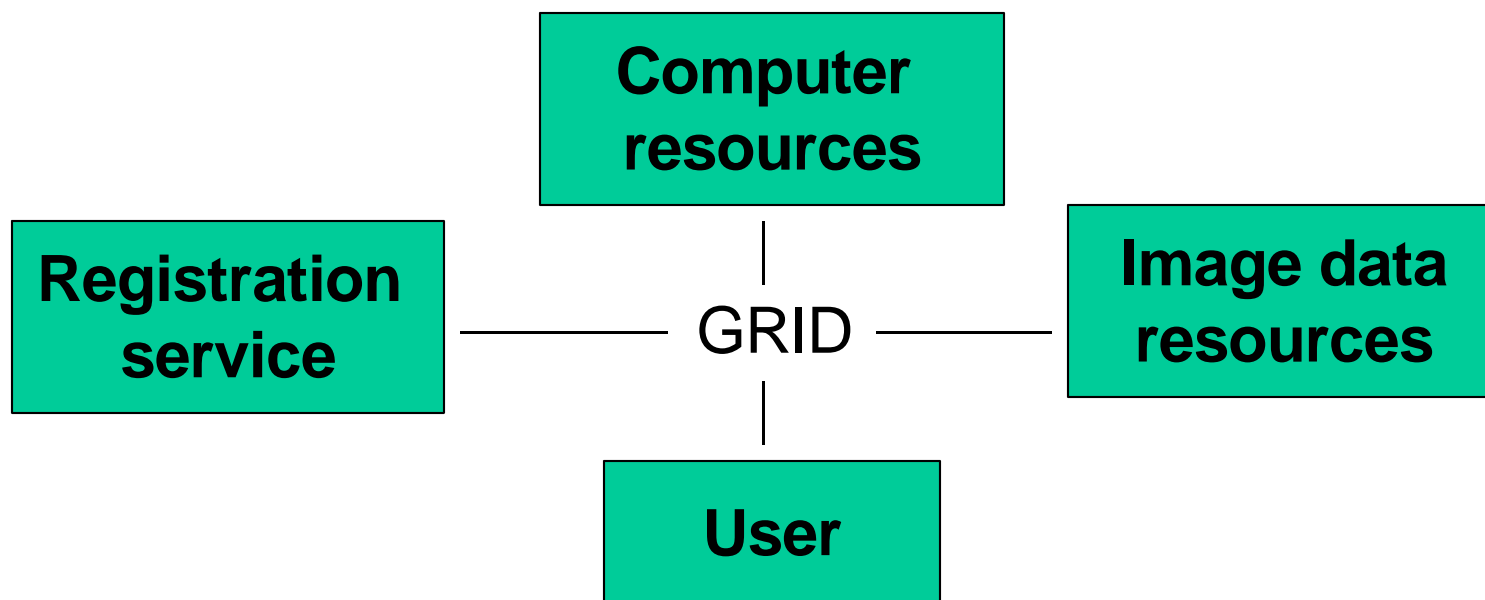 Computer
resources
Registration
service
GRID
Image data
resources
User